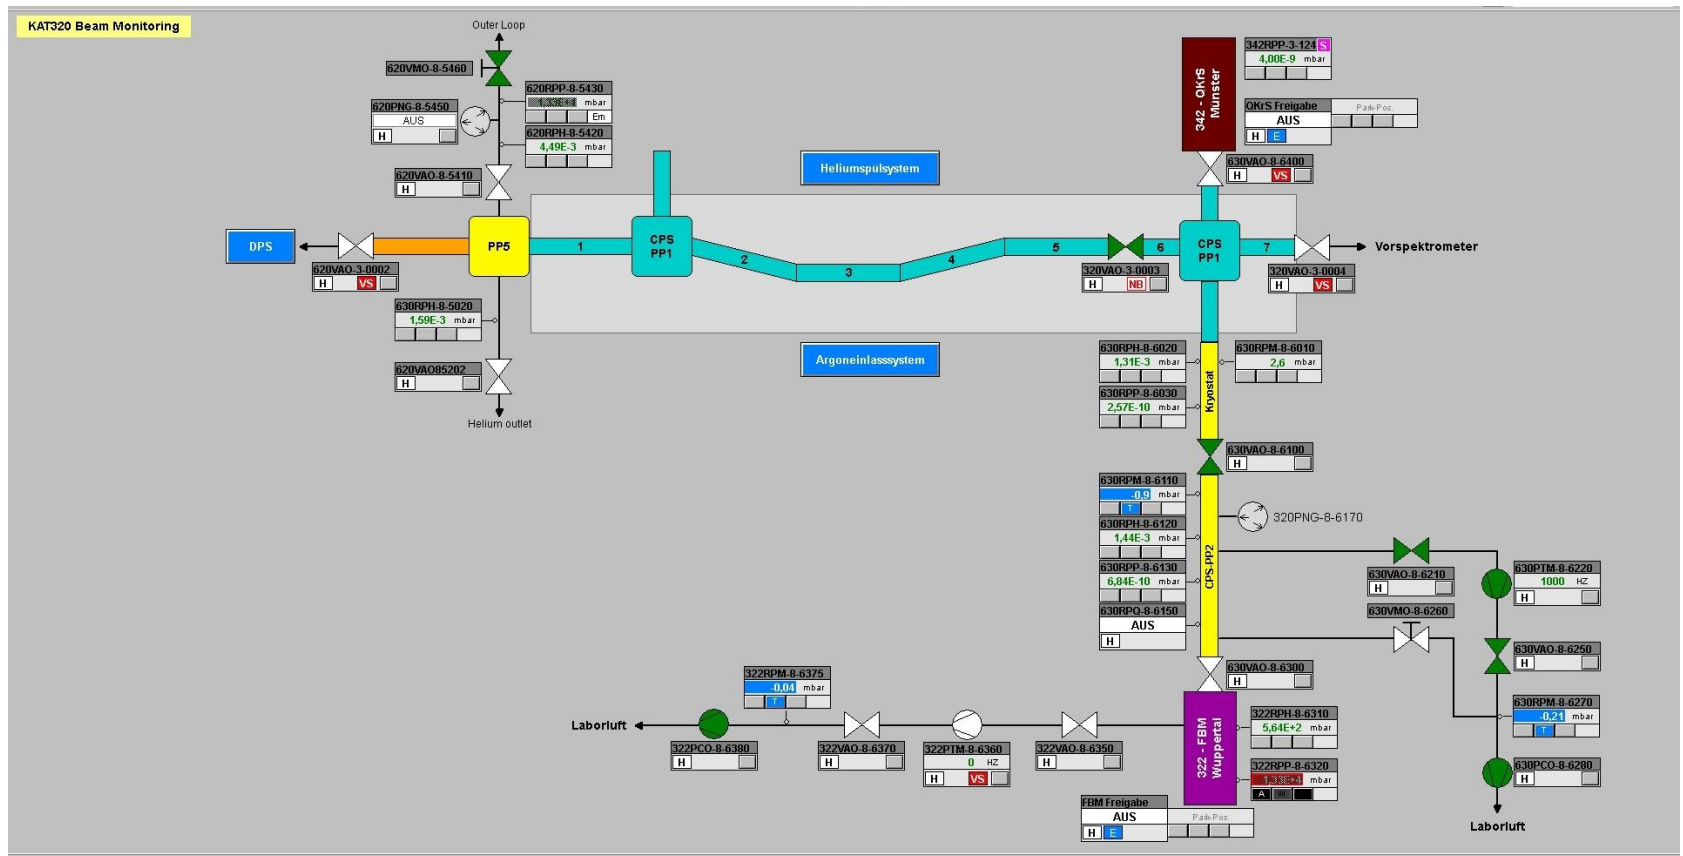 KAT320 Beam Monitoring
Outer Loop
620VMO-8-5460
620RPP-8-5430
mbar
Em
620PNG-8-5450
AUS
H
620RPH-8-5420
4,49E-3 mbar
620VAO-8-5410
H
DPS
620VAO-3-0002
H VS
PP5
630RPH-8-5020
1,59E-3 mbar
620VAO85202
H
Helium outlet
1
CPS
PP1
2
3
4
5
6
CPS
PP1
7
Heliumspülsystem
Argoneinlasssystem
320VAO-3-0003
H NB
342 - QKrS
Münster
342RPP-3-124 S
4,00E-9 mbar
QKrS Freigabe
AUS
H E
Park-Pos.
630VAO-8-6400
H VS
320VAO-3-0004
H VS
Vorspektrometer
630RPH-8-6020
1,31E-3 mbar
630RPM-8-6010
2,6 mbar
630RPP-8-6030
2,57E-10 mbar
Kryostat
630VAO-8-6100
H
630RPM-8-6110
-0,9 mbar
T
320PNG-8-6170
630RPH-8-6120
1,44E-3 mbar
630RPP-8-6130
6,84E-10 mbar
CPS-PP2
630RPQ-8-6150
AUS
H
630VAO-8-6210
H
630PTM-8-6220
1000 HZ
H
630VMO-8-6260
630VAO-8-6250
H
630VAO-8-6300
H
630RPM-8-6270
-0,21 mbar
T
630PCO-8-6280
H
Laborluft
322RPM-8-6375
-0,04 mbar
T
Laborluft
322PCO-8-6380
H
322VAO-8-6370
H
322PTM-8-6360
0 HZ
H VS
322VAO-8-6350
H
322 - FBM
Wuppertal
322RPH-8-6310
5,64E+2 mbar
322RPP-8-6320
1,33E+4 mbar
A W
FBM Freigabe
AUS
H E
Park-Pos.